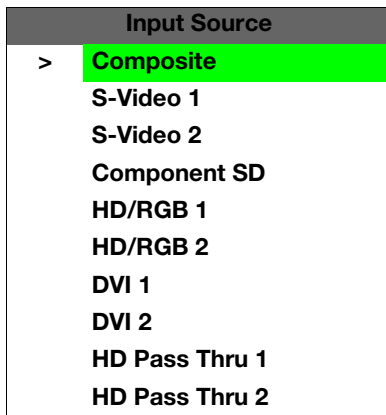 Input Source
> Composite
S-Video 1
S-Video 2
Component SD
HD/RGB 1
HD/RGB 2
DVI 1
DVI 2
HD Pass Thru 1
HD Pass Thru 2